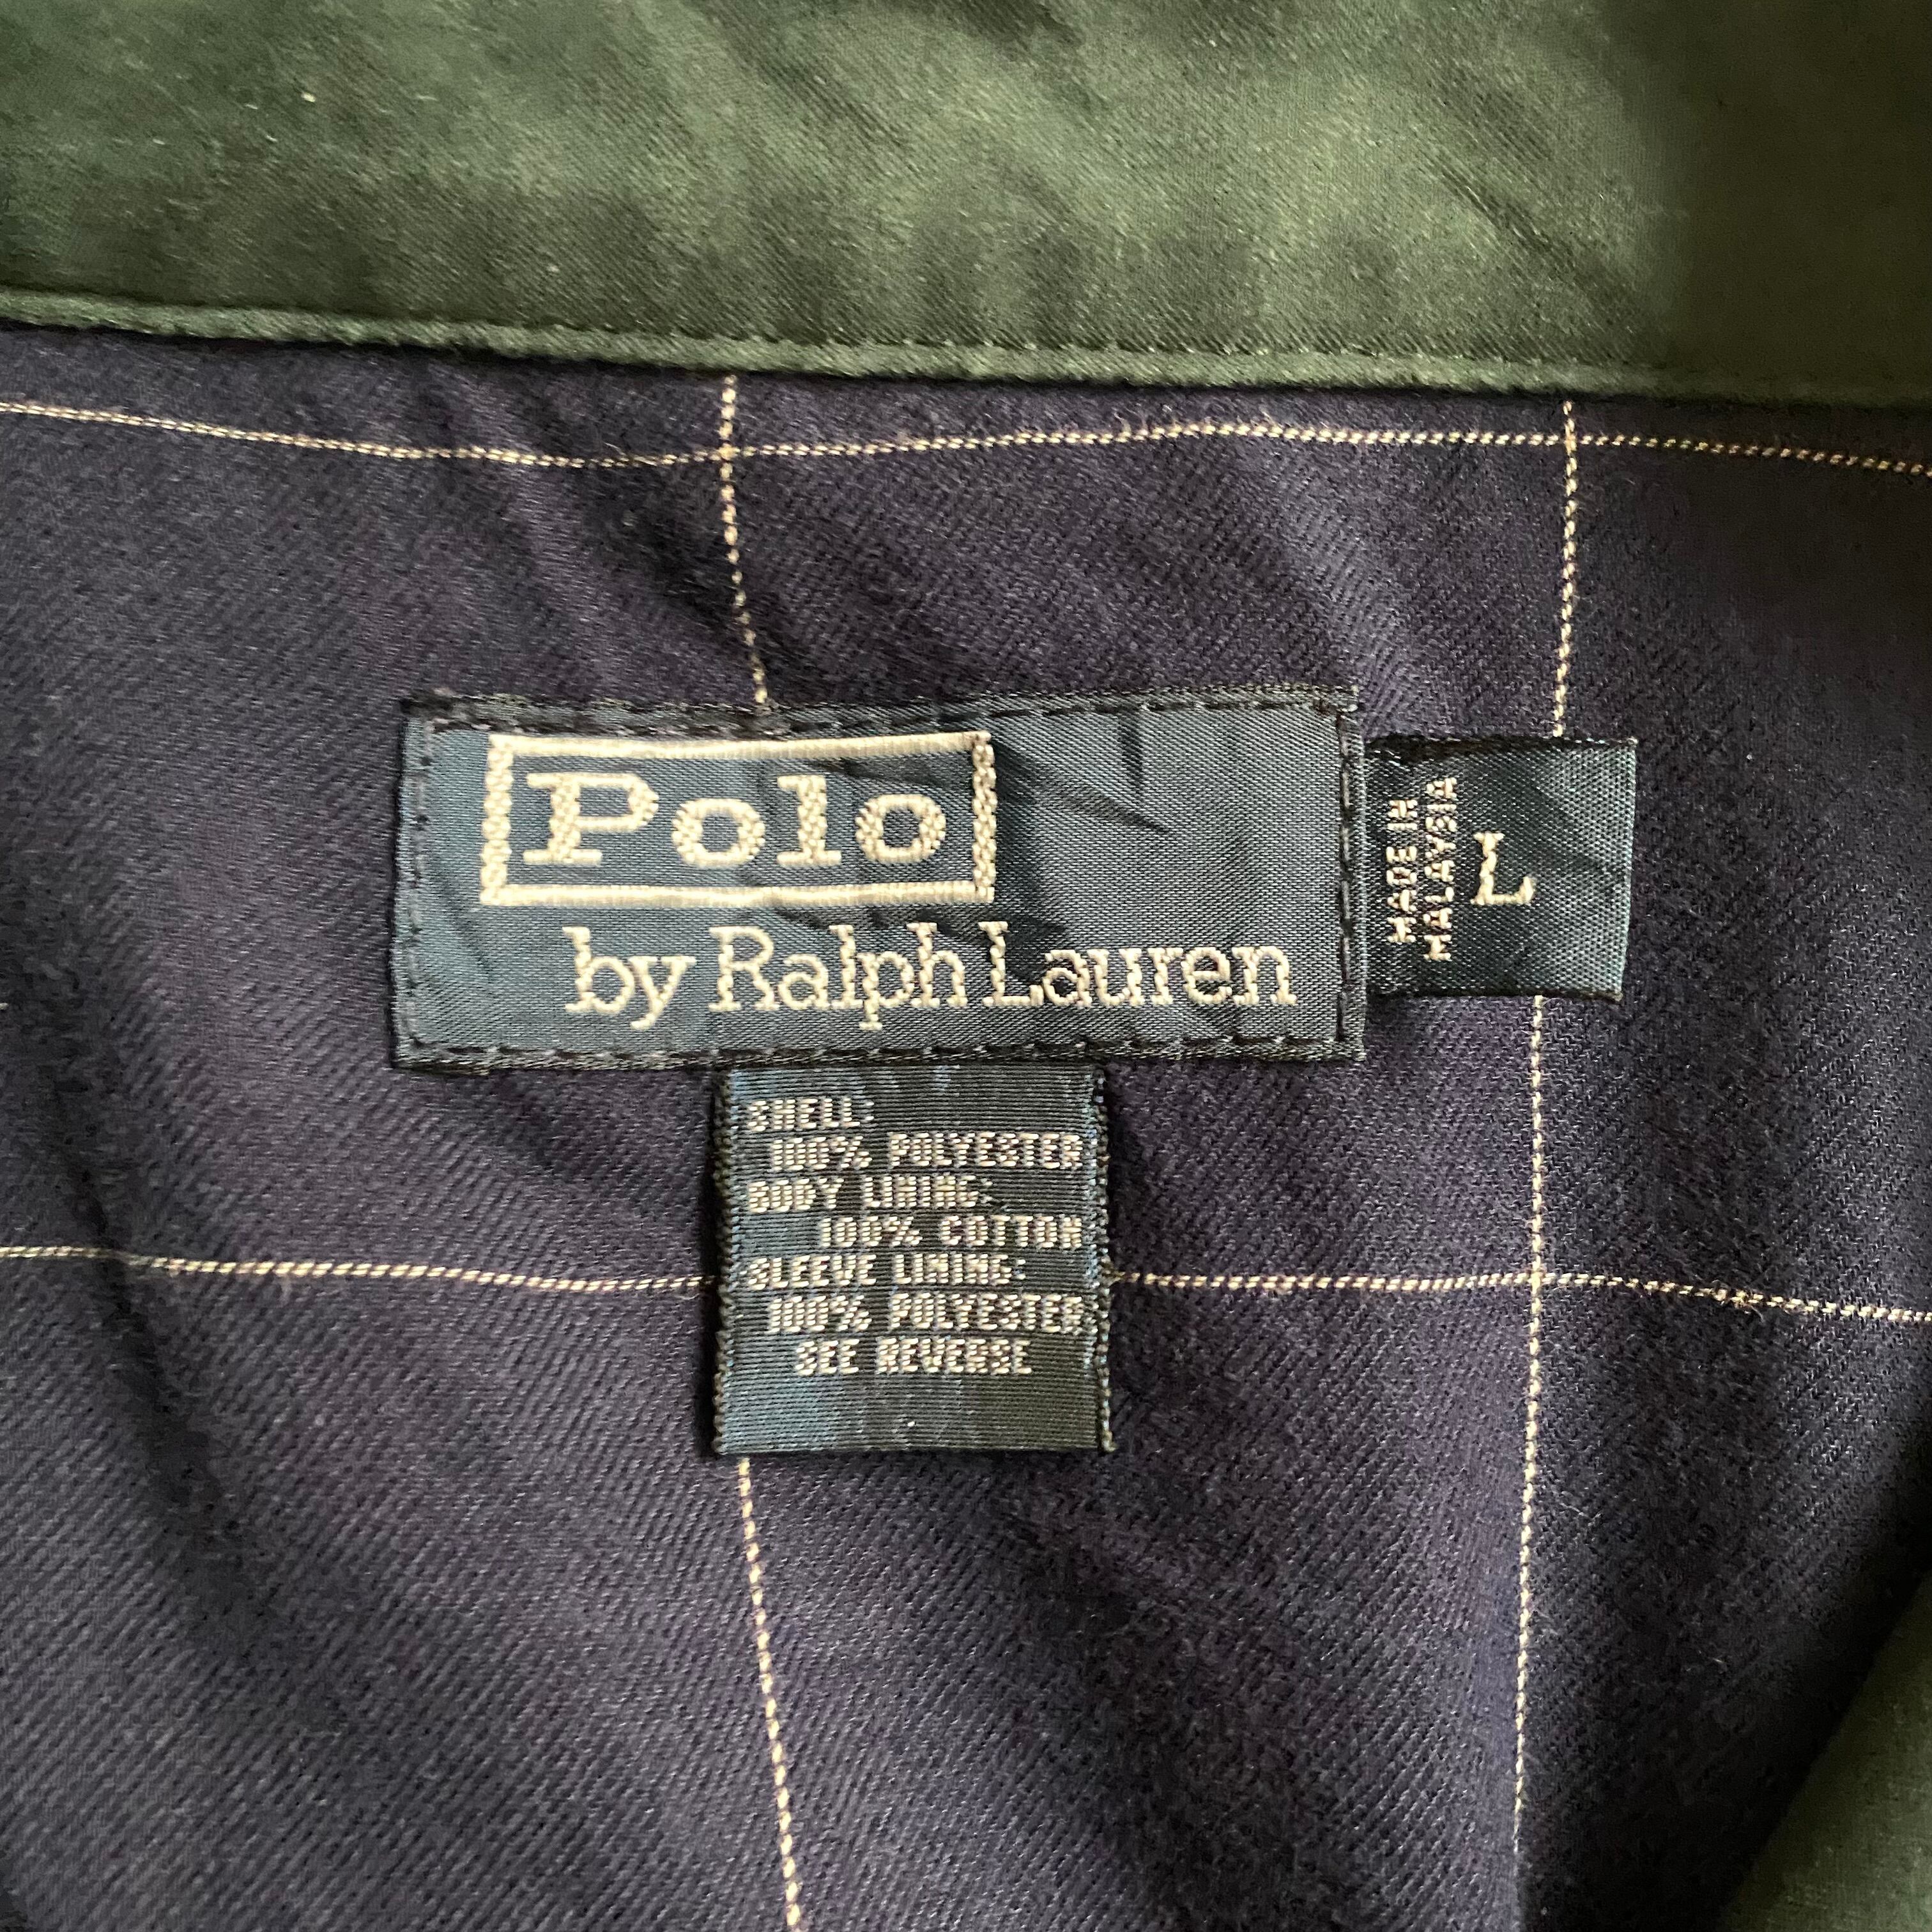 Polo
by Ralph Lauren
MADE IN
MALAYSIA
L
SHELL:
100% POLYESTER
BODY LINING:
100% COTTON
SLEEVE LINING:
100% POLYESTER
SEE REVERSE